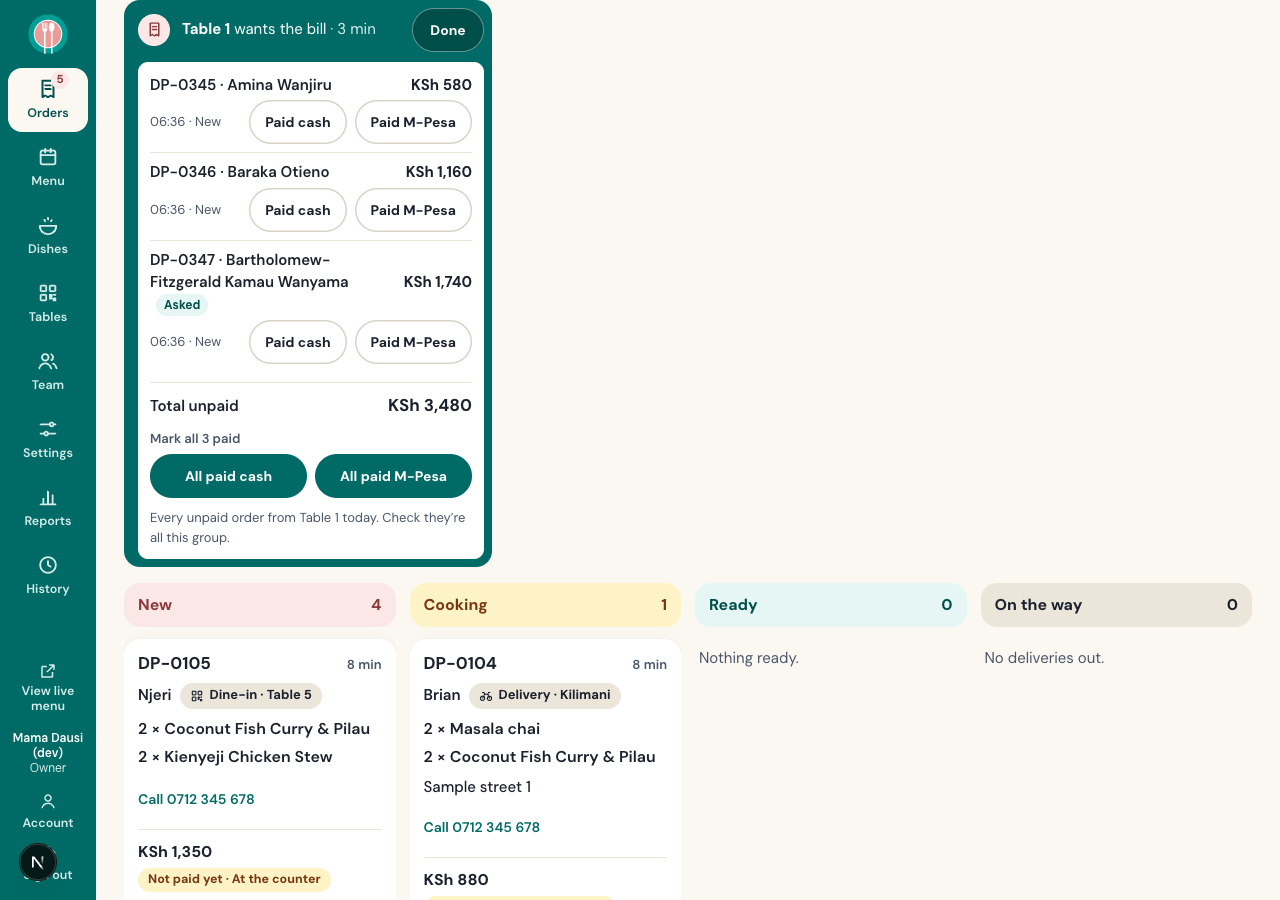 5
Orders
Menu
Dishes
Tables
Team
Settings
Reports
History
View live
menu
Mama Dausi
(dev)
Owner
Account
N
out
Table 1 wants the bill · 3 min
Done
DP-0345 · Amina Wanjiru KSh 580
06:36 · New Paid cash Paid M-Pesa
DP-0346 · Baraka Otieno KSh 1,160
06:36 · New Paid cash Paid M-Pesa
DP-0347 · Bartholomew-
Fitzgerald Kamau Wanyama KSh 1,740
Asked
06:36 · New Paid cash Paid M-Pesa
Total unpaid KSh 3,480
Mark all 3 paid
All paid cash All paid M-Pesa
Every unpaid order from Table 1 today. Check they’re
all this group.
New 4
DP-0105 8 min
Njeri Dine-in · Table 5
2 × Coconut Fish Curry & Pilau
2 × Kienyeji Chicken Stew
Call 0712 345 678
KSh 1,350
Not paid yet · At the counter
Cooking 1
DP-0104 8 min
Brian Delivery · Kilimani
2 × Masala chai
2 × Coconut Fish Curry & Pilau
Sample street 1
Call 0712 345 678
KSh 880
Ready 0
Nothing ready.
On the way 0
No deliveries out.